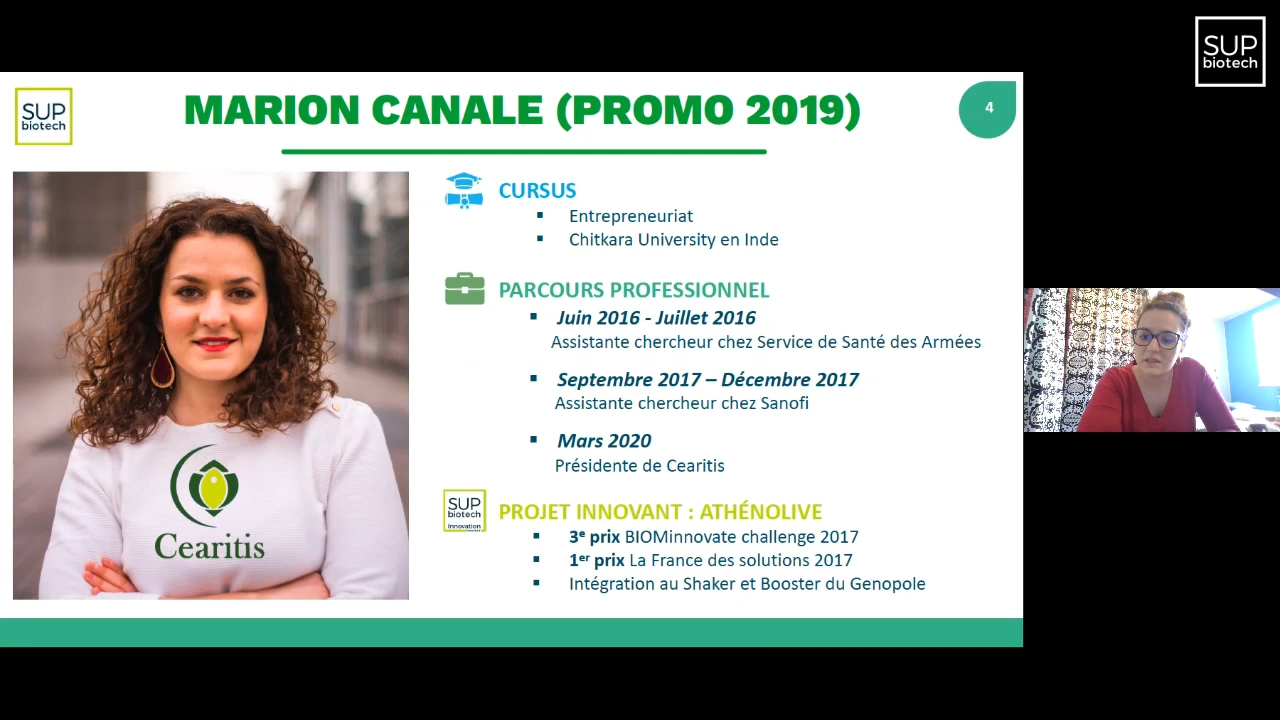 SUP
biotech
SUP
biotech
MARION CANALE (PROMO 2019)
4
CURSUS
▪ Entrepreneuriat
▪ Chitkara University en Inde
PARCOURS PROFESSIONNEL
▪ Juin 2016 - Juillet 2016
Assistante chercheur chez Service de Santé des Armées
▪ Septembre 2017 – Décembre 2017
Assistante chercheur chez Sanofi
▪ Mars 2020
Présidente de Cearitis
Cearitis
SUP
biotech
Innovation
PROJET INNOVANT : ATHÉNOLIVE
▪ 3e prix BIOMinnovate challenge 2017
▪ 1er prix La France des solutions 2017
▪ Intégration au Shaker et Booster du Genopole